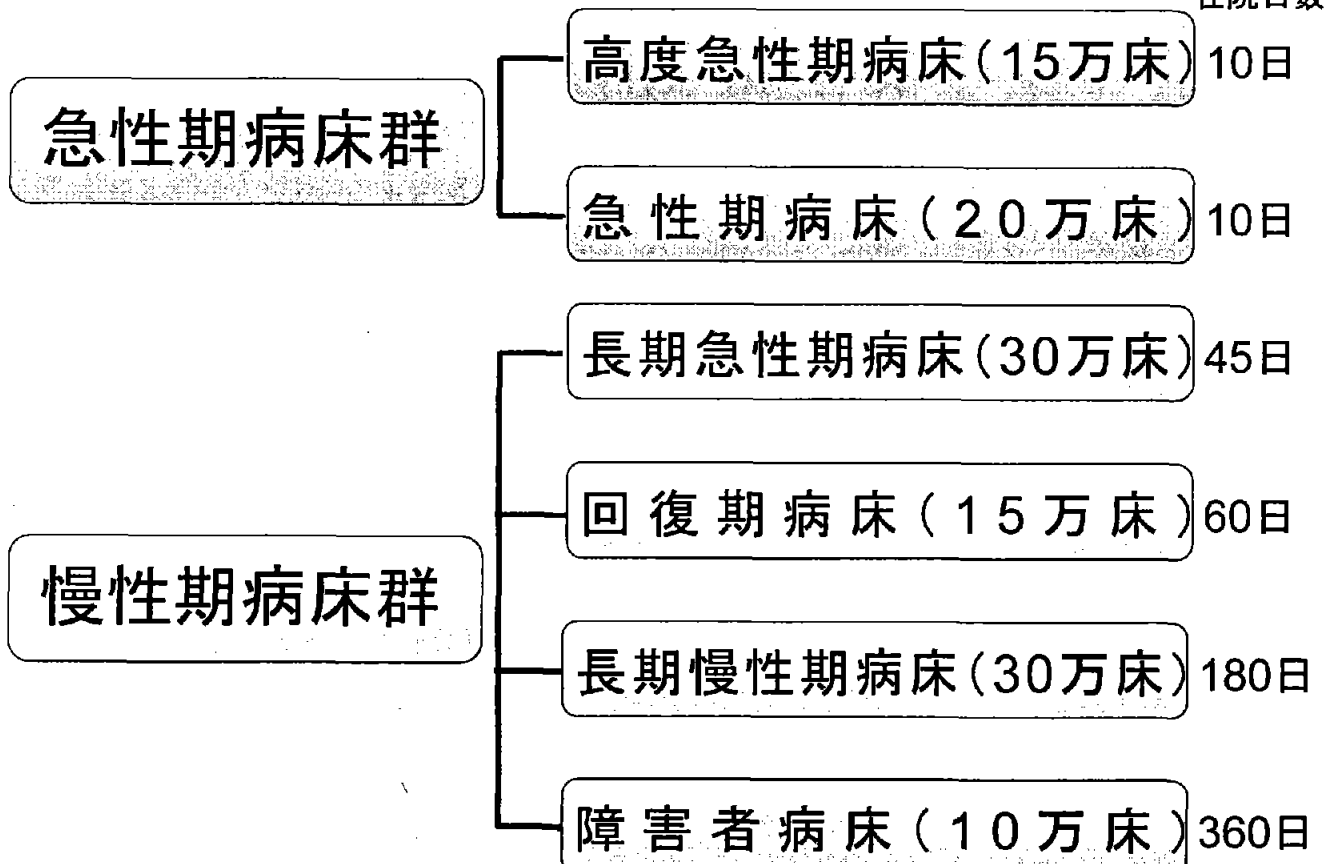 在院日数
高度急性期病床(15万床) 10日
急性期病床群
急性期病床(20万床) 10日
長期急性期病床(30万床) 45日
回復期病床(15万床) 60日
慢性期病床群
長期慢性期病床(30万床) 180日
障害者病床(10万床) 360日